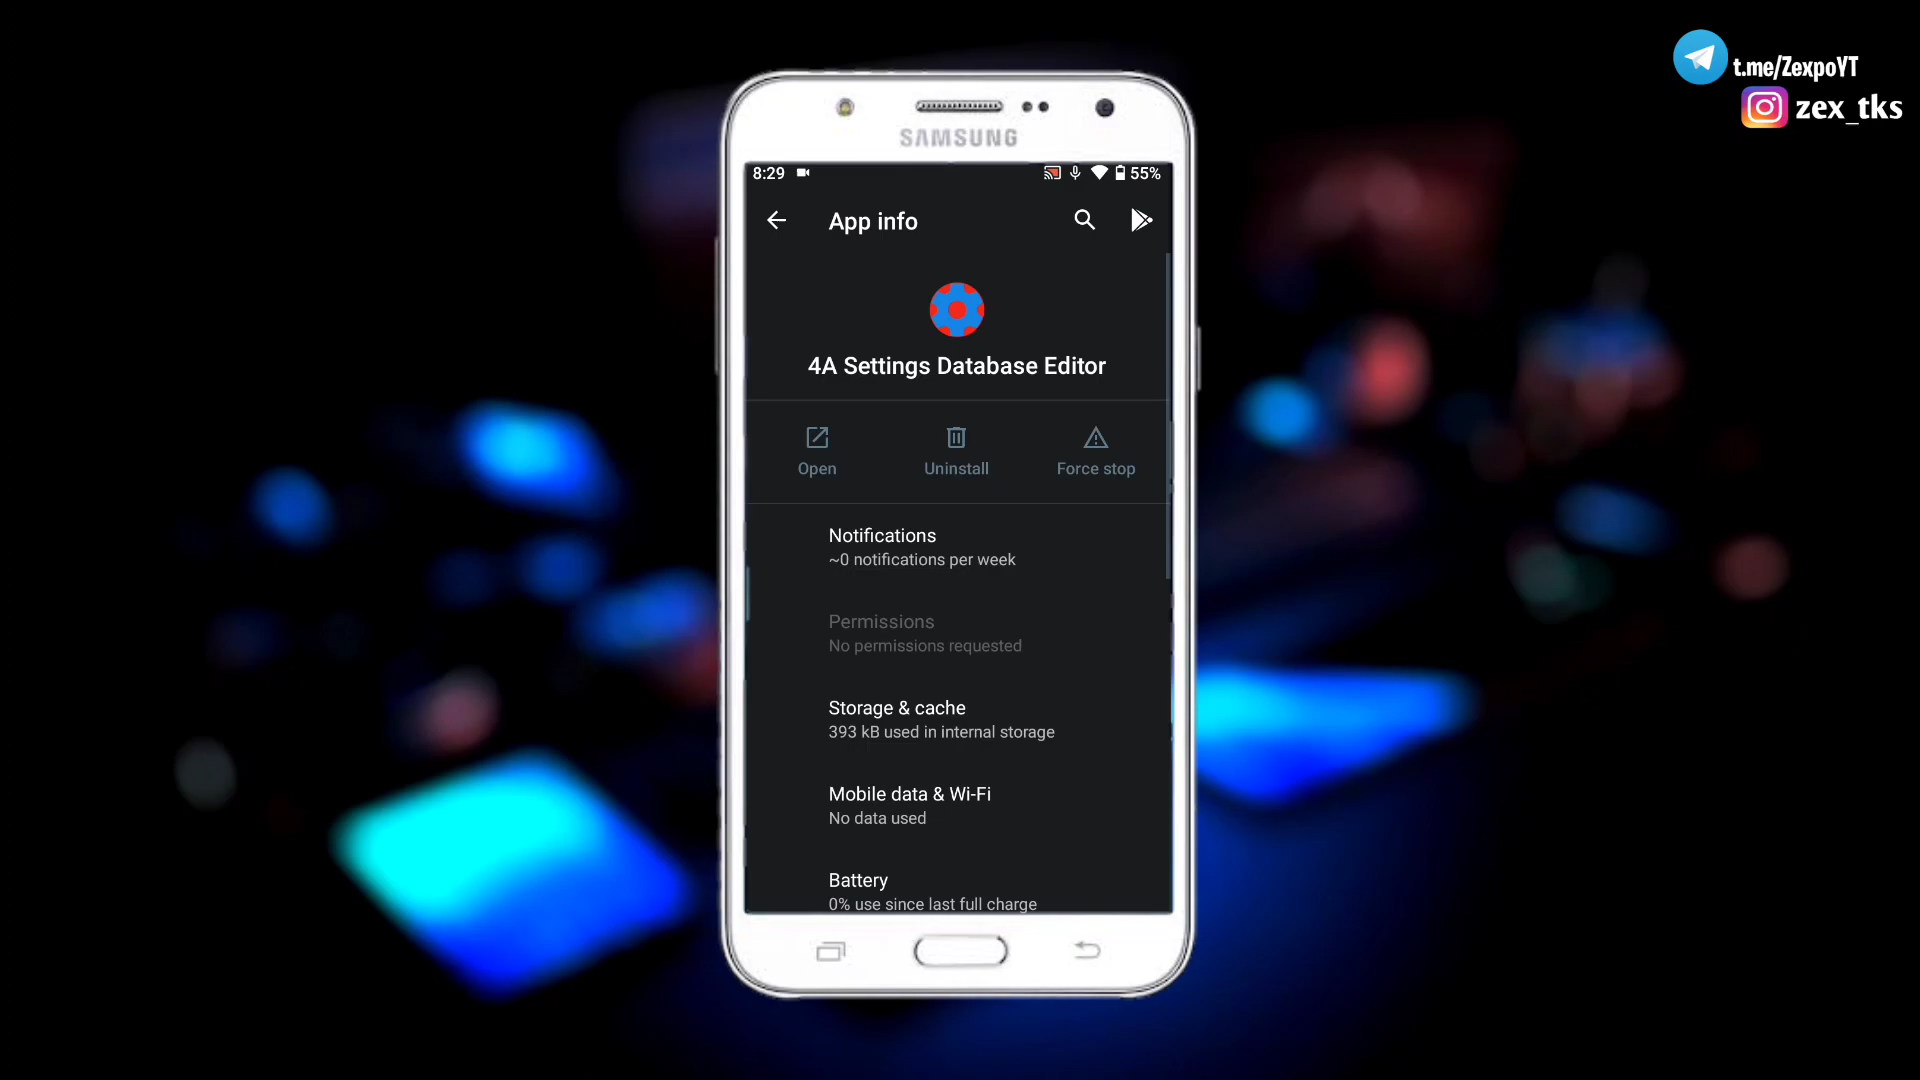 t.me/ZexpoYT
zex_tks
SAMSUNG
8:29
55%
App info
4A Settings Database Editor
Open
Uninstall
Force stop
Notifications
~0 notifications per week
Permissions
No permissions requested
Storage & cache
393 kB used in internal storage
Mobile data & Wi-Fi
No data used
Battery
0% use since last full charge